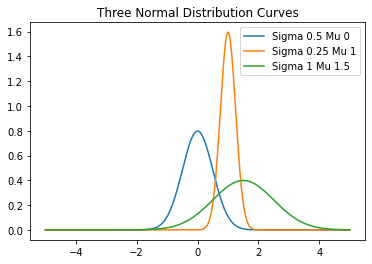 Three Normal Distribution Curves
Sigma 0.5 Mu 0
Sigma 0.25 Mu 1
Sigma 1 Mu 1.5
1.6
1.4
1.2
1.0
0.8
0.6
0.4
0.2
0.0
−4 −2 0 2 4